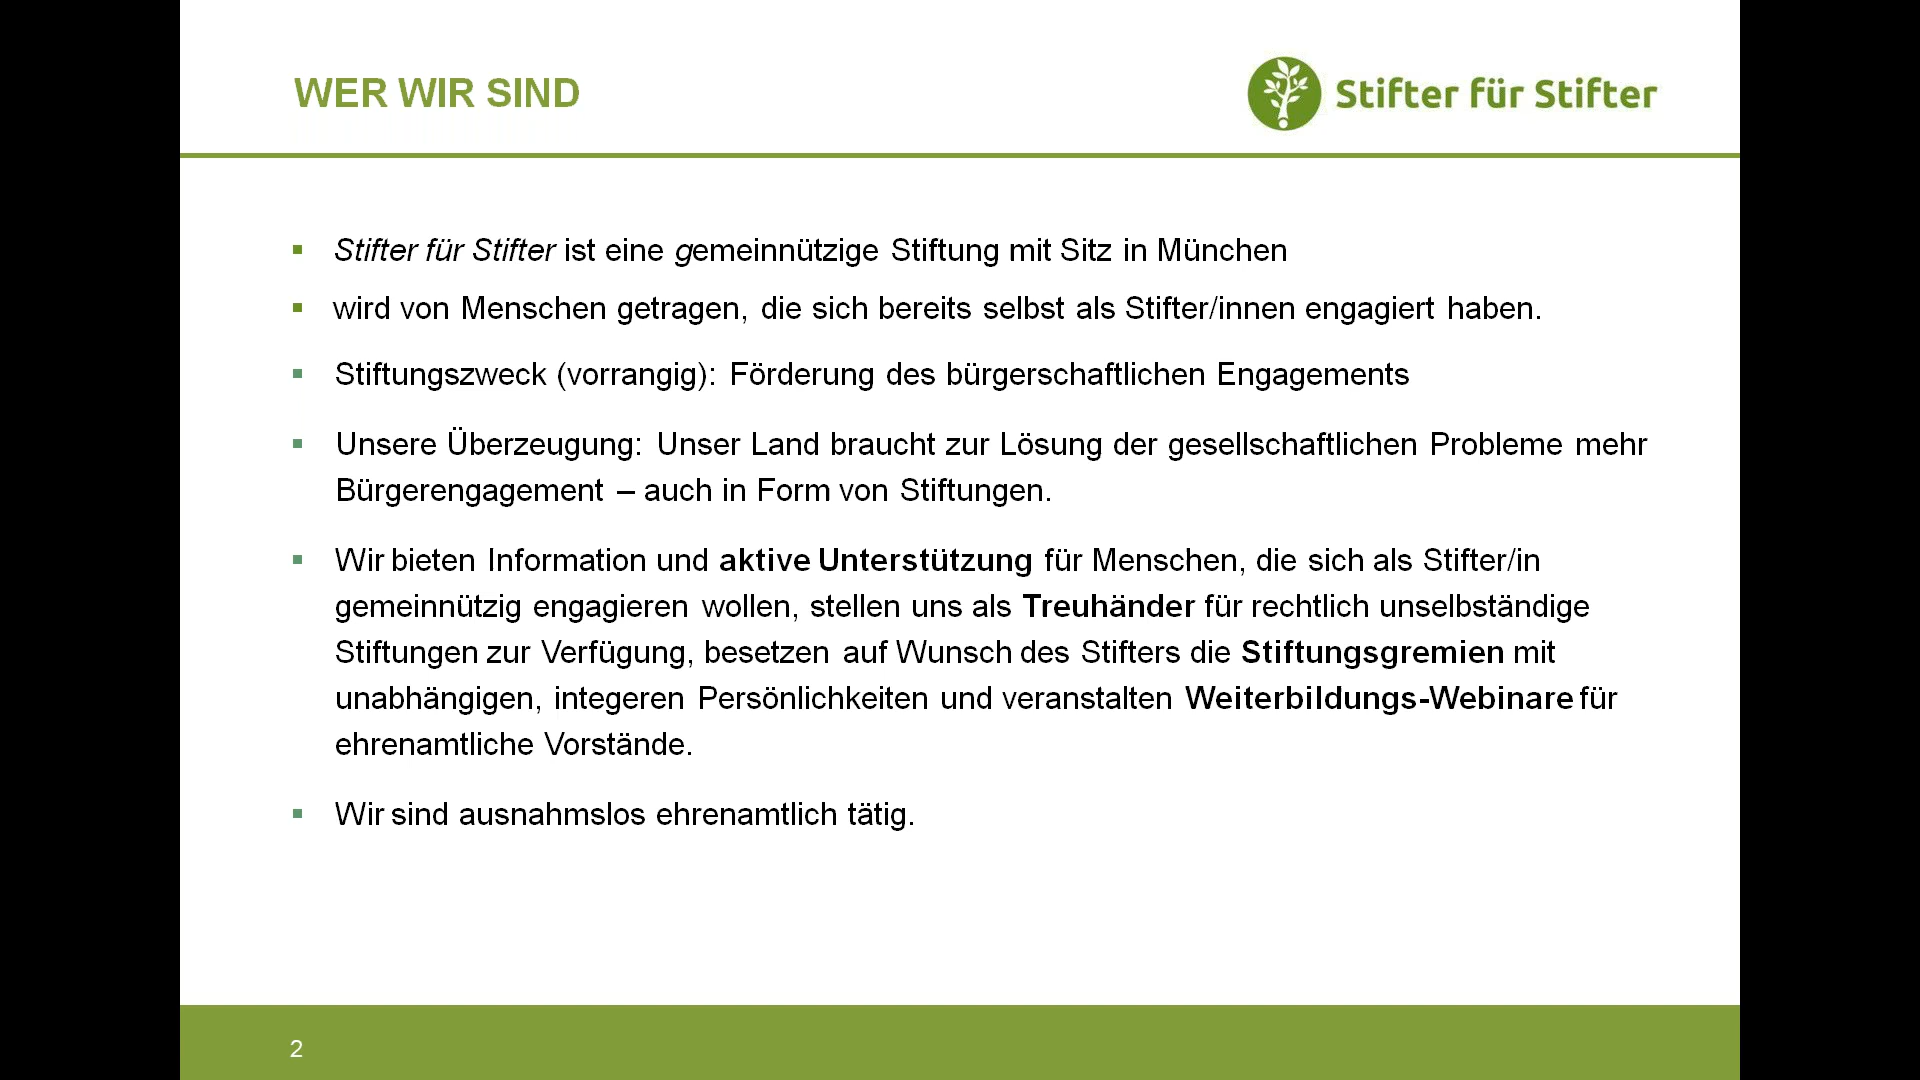 WER WIR SIND
Stifter für Stifter
▪ Stifter für Stifter ist eine gemeinnützige Stiftung mit Sitz in München
▪ wird von Menschen getragen, die sich bereits selbst als Stifter/innen engagiert haben.
▪ Stiftungszweck (vorrangig): Förderung des bürgerschaftlichen Engagements
▪ Unsere Überzeugung: Unser Land braucht zur Lösung der gesellschaftlichen Probleme mehr
Bürgerengagement – auch in Form von Stiftungen.
▪ Wir bieten Information und aktive Unterstützung für Menschen, die sich als Stifter/in
gemeinnützig engagieren wollen, stellen uns als Treuhänder für rechtlich unselbständige
Stiftungen zur Verfügung, besetzen auf Wunsch des Stifters die Stiftungsgremien mit
unabhängigen, integeren Persönlichkeiten und veranstalten Weiterbildungs-Webinare für
ehrenamtliche Vorstände.
▪ Wir sind ausnahmslos ehrenamtlich tätig.
2